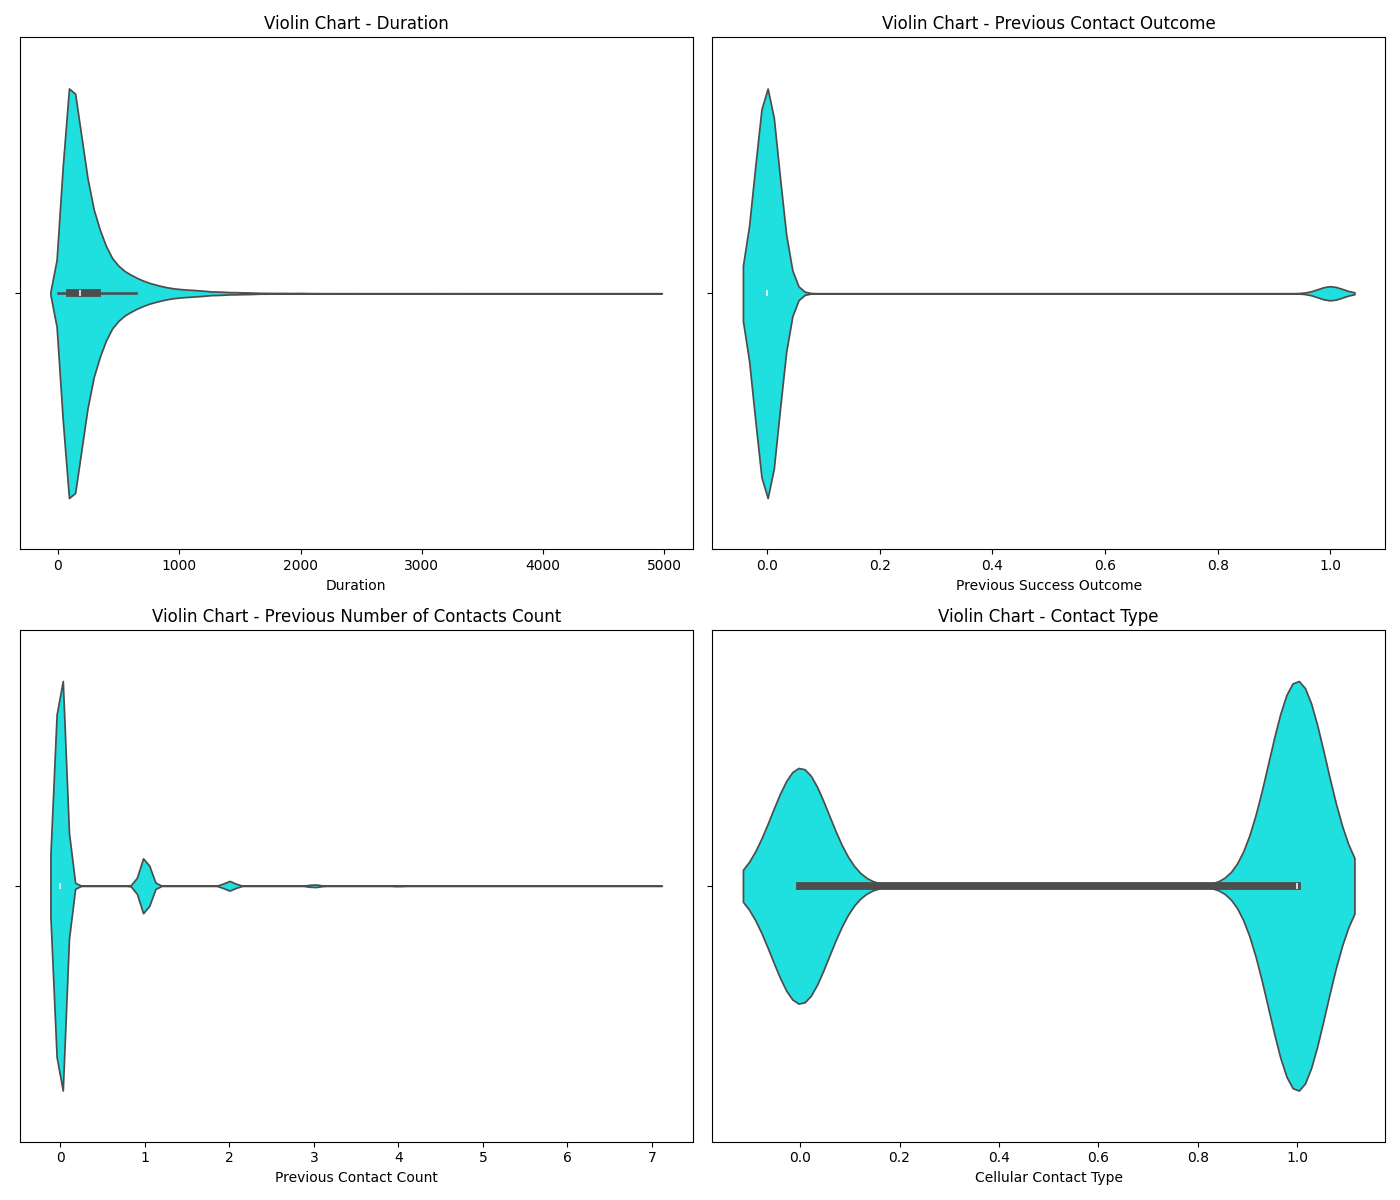 Violin Chart - Duration
0 1000 2000 3000 4000 5000
Duration
Violin Chart - Previous Contact Outcome
0.0 0.2 0.4 0.6 0.8 1.0
Previous Success Outcome
Violin Chart - Previous Number of Contacts Count
0 1 2 3 4 5 6 7
Previous Contact Count
Violin Chart - Contact Type
0.0 0.2 0.4 0.6 0.8 1.0
Cellular Contact Type